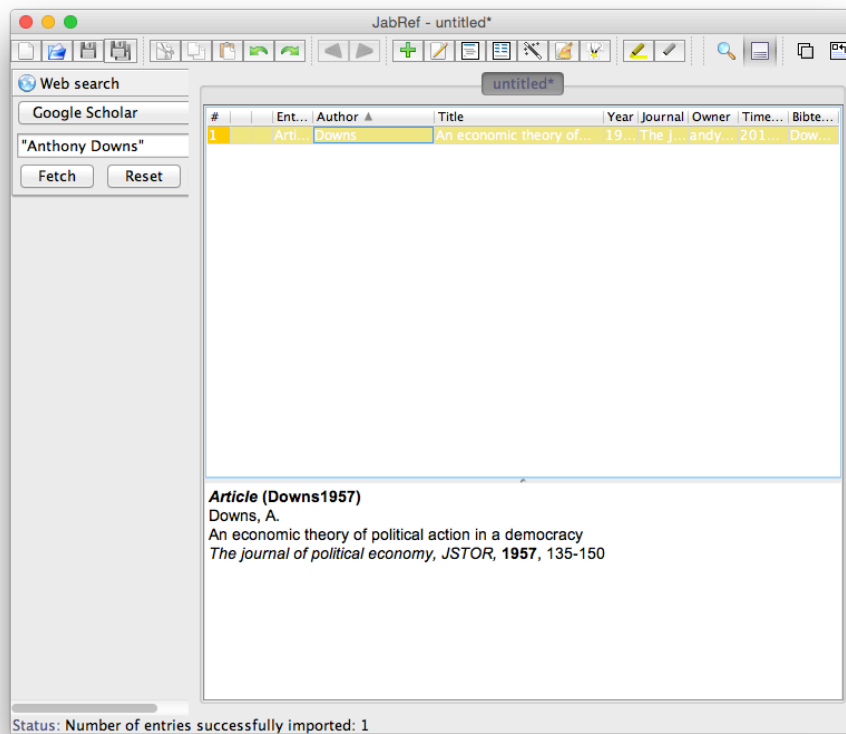 JabRef - untitled*
Web search
Google Scholar
"Anthony Downs"
Fetch Reset
untitled*
# Ent... Author Title Year Journal Owner Time... Bibte...
1 Arti... Downs An economic theory of... 19... The j... andy... 201... Dow...
Article (Downs1957)
Downs, A.
An economic theory of political action in a democracy
The journal of political economy, JSTOR, 1957, 135-150
Status: Number of entries successfully imported: 1